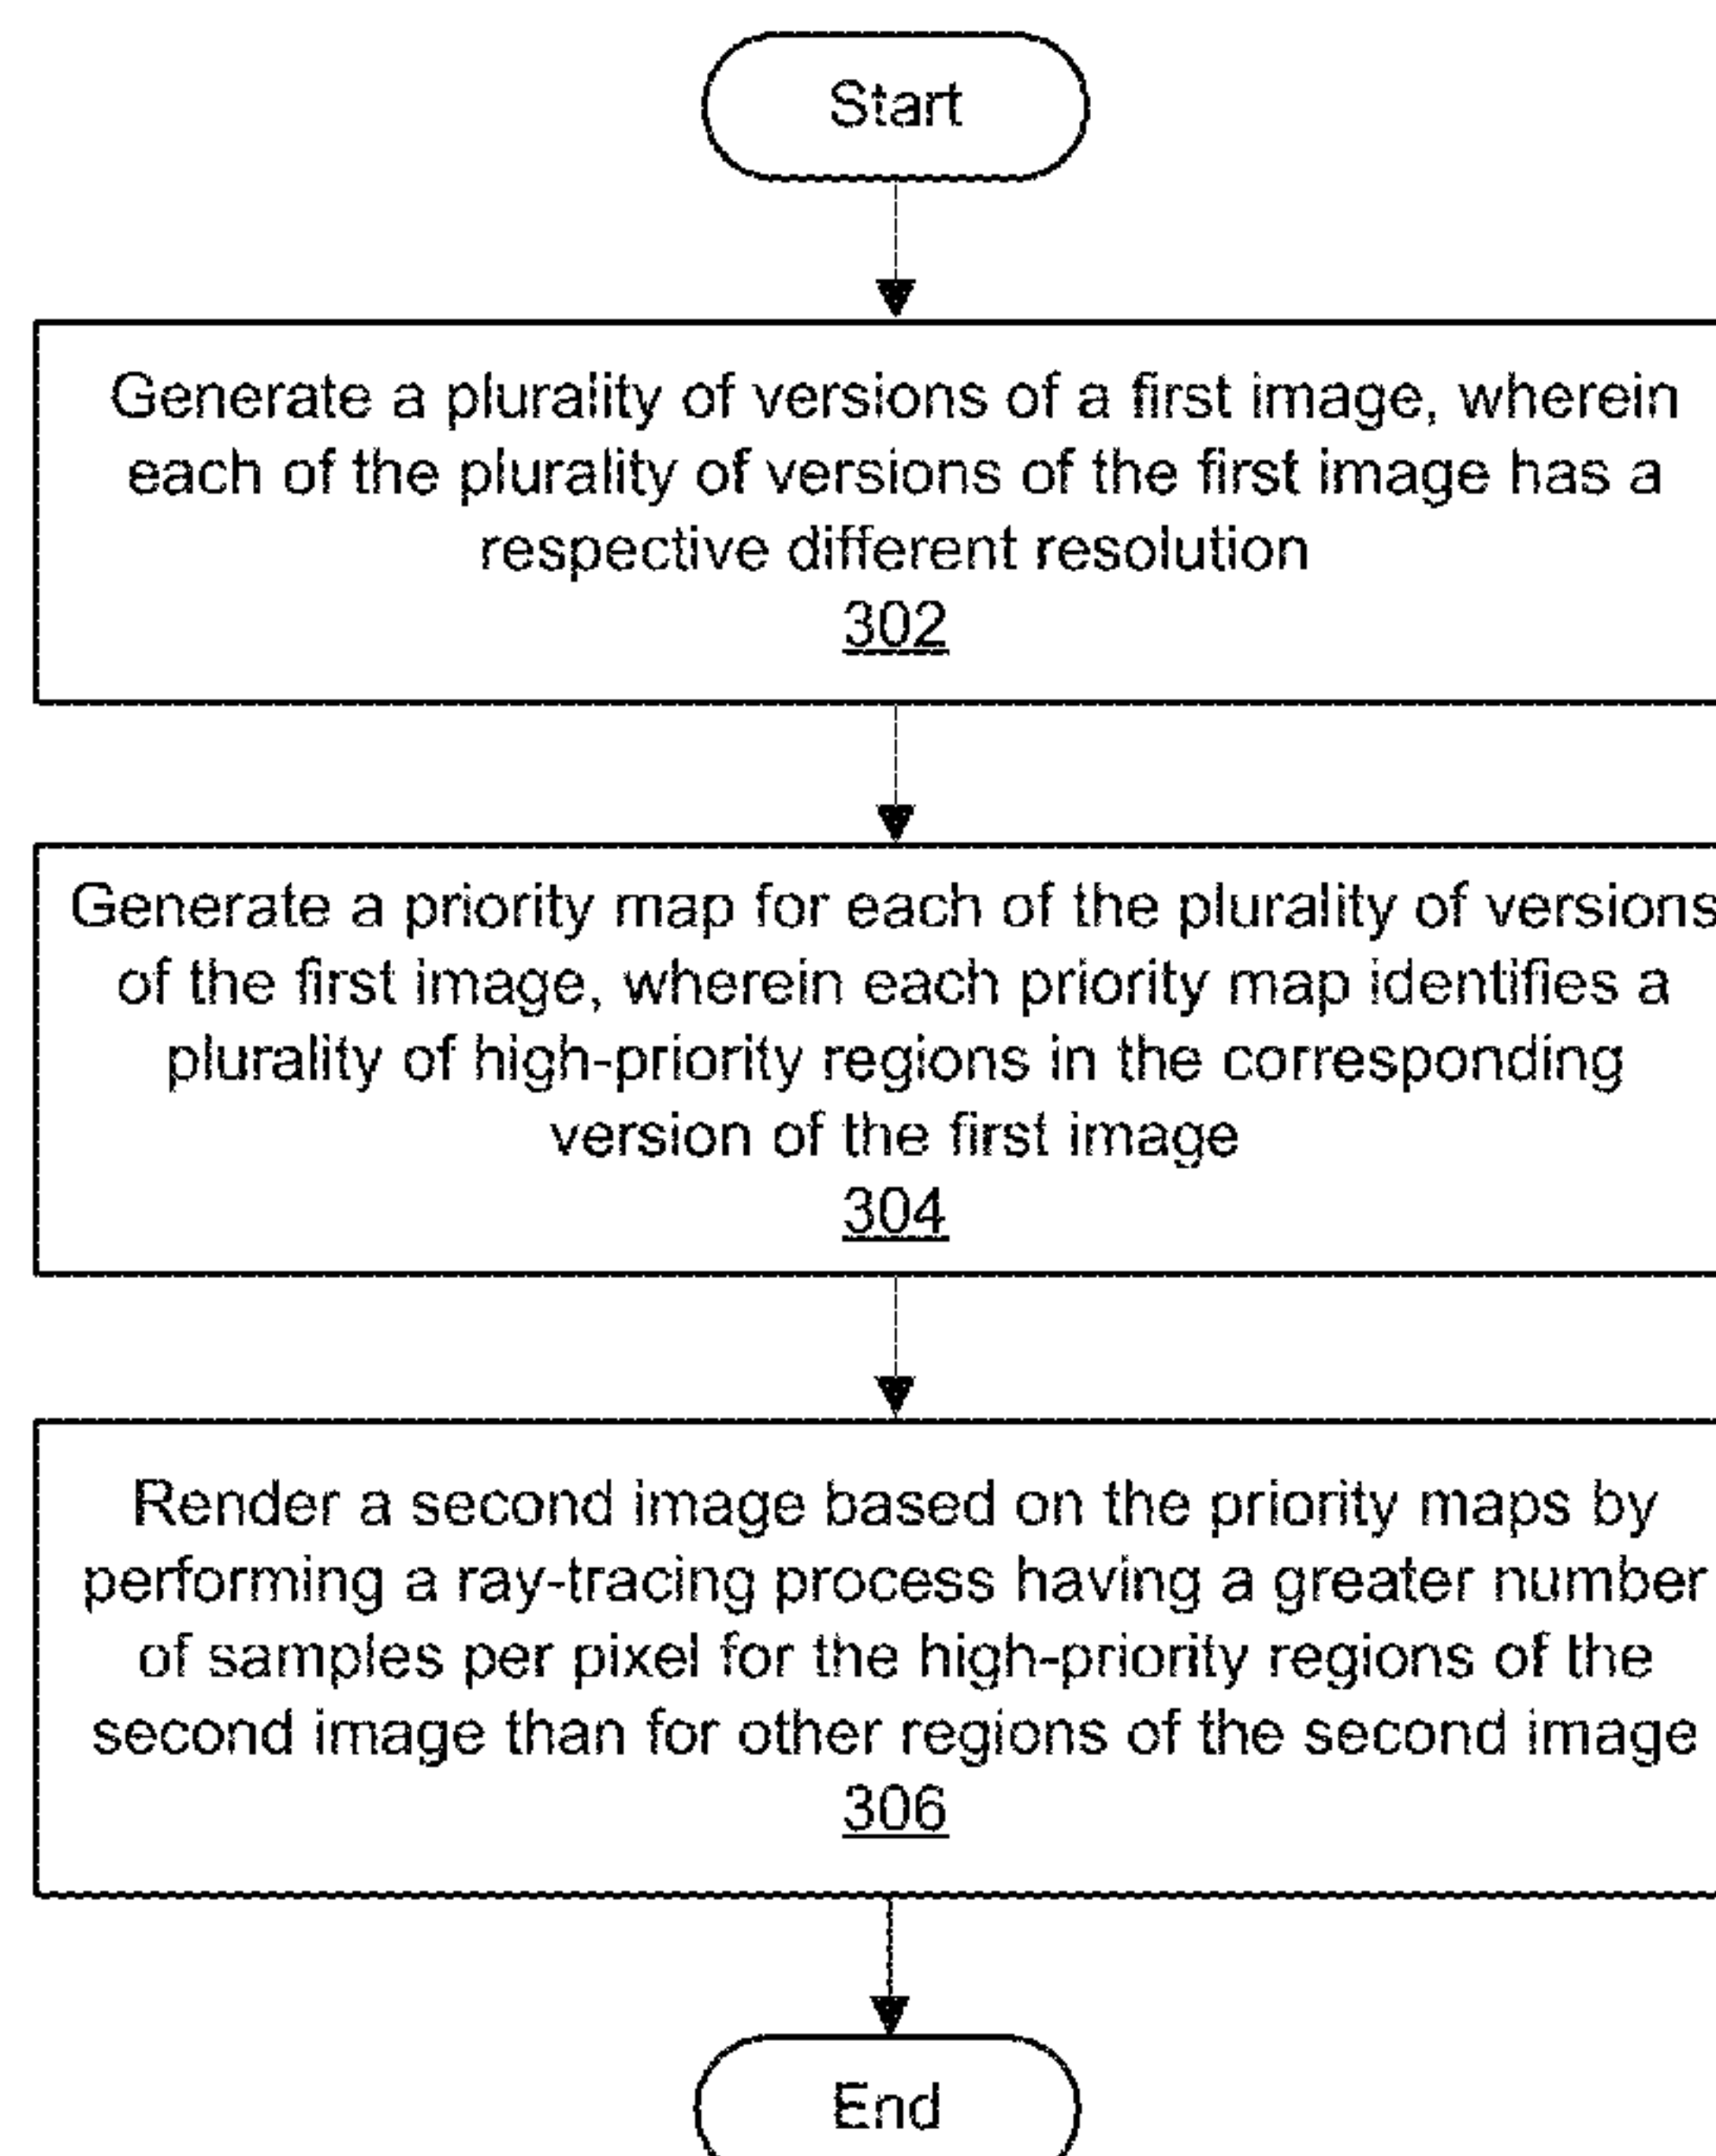 Start
Generate a plurality of versions of a first image, wherein
each of the plurality of versions of the first image has a
respective different resolution
302
Generate a priority map for each of the plurality of versions
of the first image, wherein each priority map identifies a
plurality of high-priority regions in the corresponding
version of the first image
304
Render a second image based on the priority maps by
performing a ray-tracing process having a greater number
of samples per pixel for the high-priority regions of the
second image than for other regions of the second image
306
End